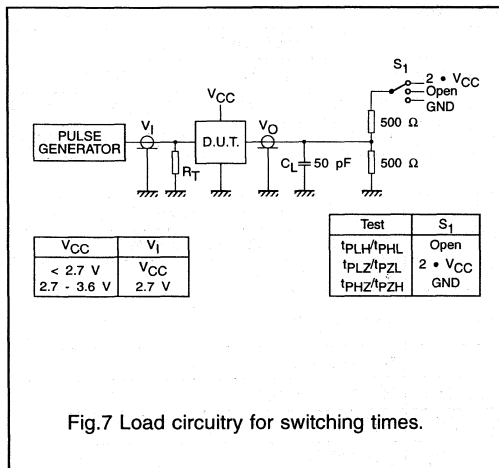 S1
2 • VCC
Open
GND
VCC
500 Ω
PULSE GENERATOR
VI
D.U.T.
VO
RT
CL
50 pF
500 Ω
VCC VI
< 2.7 V VCC
2.7 - 3.6 V 2.7 V
Test S1
tPLH/tPHL Open
tPLZ/tPZL 2 • VCC
tPHZ/tPZH GND
Fig.7 Load circuitry for switching times.